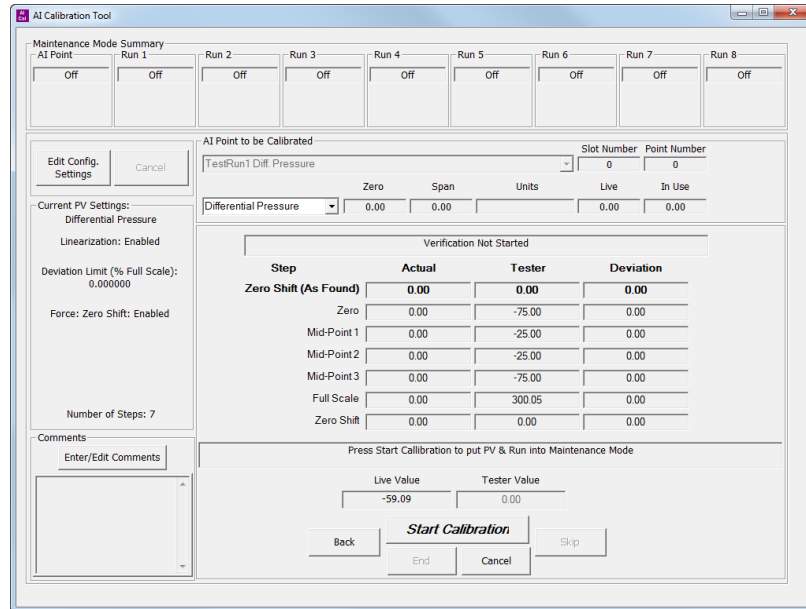 AI Cal AI Calibration Tool
Maintenance Mode Summary
AI Point Run 1 Run 2 Run 3 Run 4 Run 5 Run 6 Run 7 Run 8
Off Off Off Off Off Off Off Off Off
Edit Config. Settings Cancel
AI Point to be Calibrated
Slot Number Point Number
TestRun1 Diff. Pressure 0 0
Zero Span Units Live In Use
Differential Pressure 0.00 0.00 0.00 0.00
Current PV Settings:
Differential Pressure
Linearization: Enabled
Deviation Limit (% Full Scale):
0.000000
Force: Zero Shift: Enabled
Number of Steps: 7
Verification Not Started
Step Actual Tester Deviation
Zero Shift (As Found) 0.00 0.00 0.00
Zero 0.00 -75.00 0.00
Mid-Point 1 0.00 -25.00 0.00
Mid-Point 2 0.00 -25.00 0.00
Mid-Point 3 0.00 -75.00 0.00
Full Scale 0.00 300.05 0.00
Zero Shift 0.00 0.00 0.00
Comments
Enter/Edit Comments
Press Start Callibration to put PV & Run into Maintenance Mode
Live Value Tester Value
-59.09 0.00
Back Start Calibration Skip
End Cancel